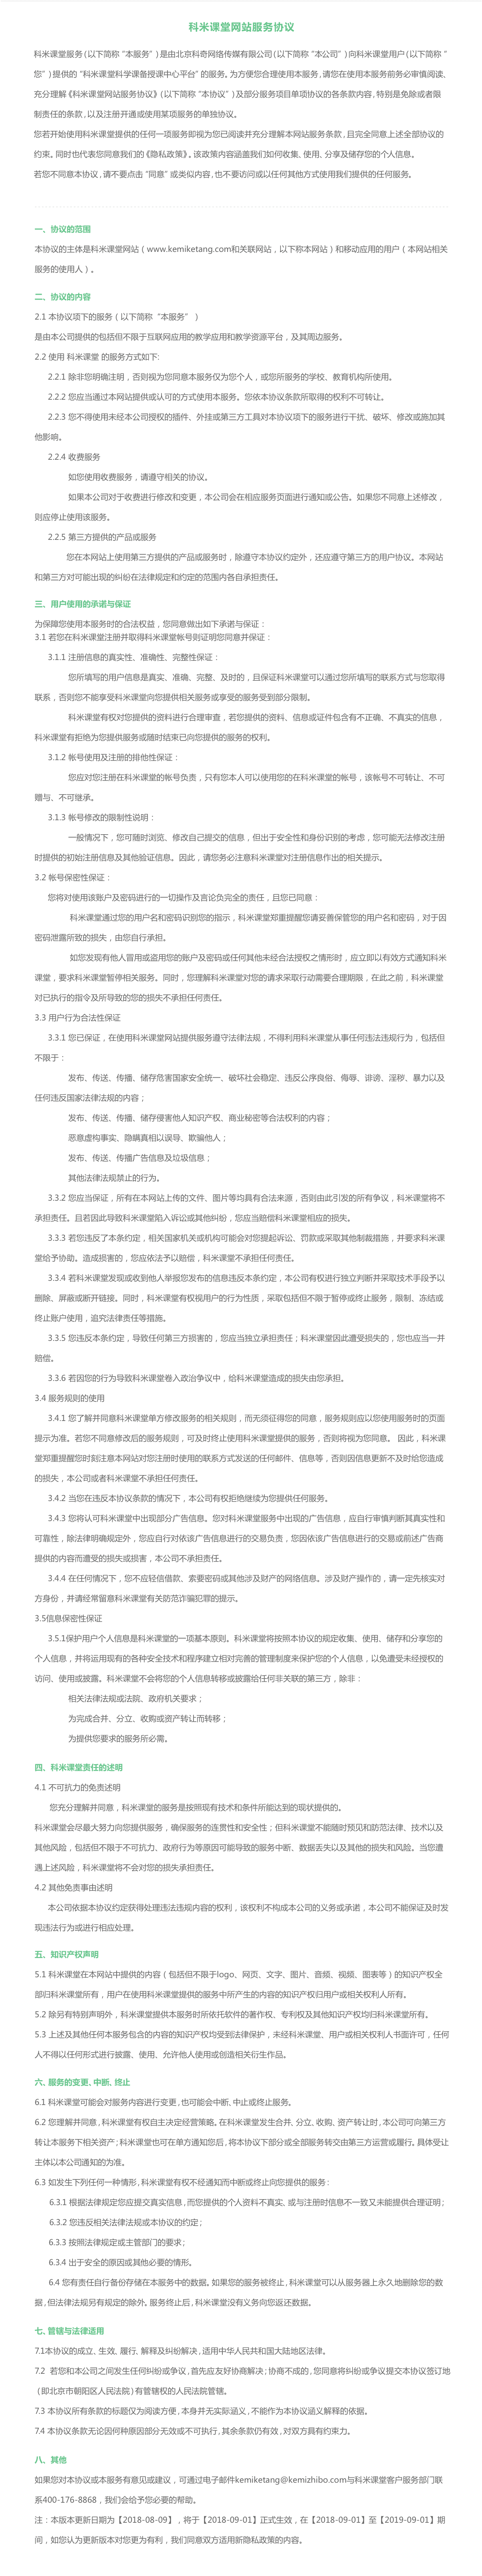 科米课堂网站服务协议
科米课堂服务(以下简称“本服务”)是由北京科奇网络传媒有限公司(以下简称“本公司”)向科米课堂用户(以下简称“
您”)提供的“科米课堂科学课备授课中心平台”的服务。为方便您合理使用本服务,请您在使用本服务前务必审慎阅读、
充分理解《科米课堂网站服务协议》(以下简称“本协议”)及部分服务项目单项协议的各条款内容,特别是免除或者限
制责任的条款,以及注册开通或使用某项服务的单独协议。
您若开始使用科米课堂提供的任何一项服务即视为您已阅读并充分理解本网站服务条款,且完全同意上述全部协议的
约束。同时也代表您同意我们的《隐私政策》。该政策内容涵盖我们如何收集、使用、分享及储存您的个人信息。
若您不同意本协议,请不要点击“同意”或类似内容,也不要访问或以任何其他方式使用我们提供的任何服务。
一、协议的范围
本协议的主体是科米课堂网站(www.kemiketang.com和关联网站，以下称本网站)和移动应用的用户(本网站相关
服务的使用人)。
二、协议的内容
2.1 本协议项下的服务(以下简称“本服务”)
是由本公司提供的包括但不限于互联网应用的教学应用和教学资源平台，及其周边服务。
2.2 使用 科米课堂 的服务方式如下:
2.2.1 除非您明确注明，否则视为您同意本服务仅为您个人，或您所服务的学校、教育机构所使用。
2.2.2 您应当通过本网站提供或认可的方式使用本服务。您依本协议条款所取得的权利不可转让。
2.2.3 您不得使用未经本公司授权的插件、外挂或第三方工具对本协议项下的服务进行干扰、破坏、修改或施加其
他影响。
2.2.4 收费服务
如您使用收费服务，请遵守相关的协议。
如果本公司对于收费进行修改和变更，本公司会在相应服务页面进行通知或公告。如果您不同意上述修改，
则应停止使用该服务。
2.2.5 第三方提供的产品或服务
您在本网站上使用第三方提供的产品或服务时，除遵守本协议约定外，还应遵守第三方的用户协议。本网站
和第三方对可能出现的纠纷在法律规定和约定的范围内各自承担责任。
三、用户使用的承诺与保证
为保障您使用本服务时的合法权益，您同意做出如下承诺与保证：
3.1 若您在科米课堂注册并取得科米课堂帐号则证明您同意并保证：
3.1.1 注册信息的真实性、准确性、完整性保证：
您所填写的用户信息是真实、准确、完整、及时的，且保证科米课堂可以通过您所填写的联系方式与您取得
联系，否则您不能享受科米课堂向您提供相关服务或享受的服务受到部分限制。
科米课堂有权对您提供的资料进行合理审查，若您提供的资料、信息或证件包含有不正确、不真实的信息，
科米课堂有拒绝为您提供服务或随时结束已向您提供的服务的权利。
3.1.2 帐号使用及注册的排他性保证：
您应对您注册在科米课堂的帐号负责，只有您本人可以使用您的在科米课堂的帐号，该帐号不可转让、不可
赠与、不可继承。
3.1.3 帐号修改的限制性说明：
一般情况下，您可随时浏览、修改自己提交的信息，但出于安全性和身份识别的考虑，您可能无法修改注册
时提供的初始注册信息及其他验证信息。因此，请您务必注意科米课堂对注册信息作出的相关提示。
3.2 帐号保密性保证：
您将对使用该账户及密码进行的一切操作及言论负完全的责任，且您已同意：
科米课堂通过您的用户名和密码识别您的指示，科米课堂郑重提醒您请妥善保管您的用户名和密码，对于因
密码泄露所致的损失，由您自行承担。
如您发现有他人冒用或盗用您的账户及密码或任何其他未经合法授权之情形时，应立即以有效方式通知科米
课堂，要求科米课堂暂停相关服务。同时，您理解科米课堂对您的请求采取行动需要合理期限，在此之前，科米课堂
对已执行的指令及所导致的您的损失不承担任何责任。
3.3 用户行为合法性保证
3.3.1 您已保证，在使用科米课堂网站提供服务遵守法律法规，不得利用科米课堂从事任何违法违规行为，包括但
不限于：
发布、传送、传播、储存危害国家安全统一、破坏社会稳定、违反公序良俗、侮辱、诽谤、淫秽、暴力以及
任何违反国家法律法规的内容；
发布、传送、传播、储存侵害他人知识产权、商业秘密等合法权利的内容；
恶意虚构事实、隐瞒真相以误导、欺骗他人；
发布、传送、传播广告信息及垃圾信息；
其他法律法规禁止的行为。
3.3.2 您应当保证，所有在本网站上传的文件、图片等均具有合法来源，否则由此引发的所有争议，科米课堂将不
承担责任。且若因此导致科米课堂陷入诉讼或其他纠纷，您应当赔偿科米课堂相应的损失。
3.3.3 若您违反了本条约定，相关国家机关或机构可能会对您提起诉讼、罚款或采取其他制裁措施，并要求科米课
堂给予协助。造成损害的，您应依法予以赔偿，科米课堂不承担任何责任。
3.3.4 若科米课堂发现或收到他人举报您发布的信息违反本条约定，本公司有权进行独立判断并采取技术手段予以
删除、屏蔽或断开链接。同时，科米课堂有权视用户的行为性质，采取包括但不限于暂停或终止服务，限制、冻结或
终止账户使用，追究法律责任等措施。
3.3.5 您违反本条约定，导致任何第三方损害的，您应当独立承担责任；科米课堂因此遭受损失的，您也应当一并
赔偿。
3.3.6 若因您的行为导致科米课堂卷入政治争议中，给科米课堂造成的损失由您承担。
3.4 服务规则的使用
3.4.1 您了解并同意科米课堂单方修改服务的相关规则，而无须征得您的同意，服务规则应以您使用服务时的页面
提示为准。若您不同意修改后的服务规则，可及时终止使用科米课堂提供的服务，否则将视为您同意。 因此，科米课
堂郑重提醒您时刻注意本网站对您注册时使用的联系方式发送的任何邮件、信息等，否则因信息更新不及时给您造成
的损失，本公司或者科米课堂不承担任何责任。
3.4.2 当您在违反本协议条款的情况下，本公司有权拒绝继续为您提供任何服务。
3.4.3 您将认可科米课堂中出现部分广告信息。您对科米课堂服务中出现的广告信息，应自行审慎判断其真实性和
可靠性，除法律明确规定外，您应自行对依该广告信息进行的交易负责，您因依该广告信息进行的交易或前述广告商
提供的内容而遭受的损失或损害，本公司不承担责任。
3.4.4 在任何情况下，您不应轻信借款、索要密码或其他涉及财产的网络信息。涉及财产操作的，请一定先核实对
方身份，并请经常留意科米课堂有关防范诈骗犯罪的提示。
3.5信息保密性保证
3.5.1保护用户个人信息是科米课堂的一项基本原则。科米课堂将按照本协议的规定收集、使用、储存和分享您的
个人信息，并将运用现有的各种安全技术和程序建立相对完善的管理制度来保护您的个人信息，以免遭受未经授权的
访问、使用或披露。科米课堂不会将您的个人信息转移或披露给任何非关联的第三方，除非：
相关法律法规或法院、政府机关要求；
为完成合并、分立、收购或资产转让而转移；
为提供您要求的服务所必需。
四、科米课堂责任的述明
4.1 不可抗力的免责述明
您充分理解并同意，科米课堂的服务是按照现有技术和条件所能达到的现状提供的。
科米课堂会尽最大努力向您提供服务，确保服务的连贯性和安全性；但科米课堂不能随时预见和防范法律、技术以及
其他风险，包括但不限于不可抗力、政府行为等原因可能导致的服务中断、数据丢失以及其他的损失和风险。当您遭
遇上述风险，科米课堂将不会对您的损失承担责任。
4.2 其他免责事由述明
本公司依据本协议约定获得处理违法违规内容的权利，该权利不构成本公司的义务或承诺，本公司不能保证及时发
现违法行为或进行相应处理。
五、知识产权声明
5.1 科米课堂在本网站中提供的内容(包括但不限于logo、网页、文字、图片、音频、视频、图表等)的知识产权全
部归科米课堂所有，用户在使用科米课堂提供的服务中所产生的内容的知识产权归用户或相关权利人所有。
5.2 除另有特别声明外，科米课堂提供本服务时所依托软件的著作权、专利权及其他知识产权均归科米课堂所有。
5.3 上述及其他任何本服务包含的内容的知识产权均受到法律保护，未经科米课堂、用户或相关权利人书面许可，任何
人不得以任何形式进行披露、使用、允许他人使用或创造相关衍生作品。
六、服务的变更、中断、终止
6.1 科米课堂可能会对服务内容进行变更,也可能会中断、中止或终止服务。
6.2 您理解并同意,科米课堂有权自主决定经营策略。在科米课堂发生合并、分立、收购、资产转让时,本公司可向第三方
转让本服务下相关资产;科米课堂也可在单方通知您后,将本协议下部分或全部服务转交由第三方运营或履行。具体受让
主体以本公司通知的为准。
6.3 如发生下列任何一种情形,科米课堂有权不经通知而中断或终止向您提供的服务:
6.3.1 根据法律规定您应提交真实信息,而您提供的个人资料不真实、或与注册时信息不一致又未能提供合理证明;
6.3.2 您违反相关法律法规或本协议的约定;
6.3.3 按照法律规定或主管部门的要求;
6.3.4 出于安全的原因或其他必要的情形。
6.4 您有责任自行备份存储在本服务中的数据。如果您的服务被终止,科米课堂可以从服务器上永久地删除您的数
据,但法律法规另有规定的除外。服务终止后,科米课堂没有义务向您返还数据。
七、管辖与法律适用
7.1本协议的成立、生效、履行、解释及纠纷解决,适用中华人民共和国大陆地区法律。
7.2 若您和本公司之间发生任何纠纷或争议,首先应友好协商解决;协商不成的,您同意将纠纷或争议提交本协议签订地
(即北京市朝阳区人民法院)有管辖权的人民法院管辖。
7.3 本协议所有条款的标题仅为阅读方便,本身并无实际涵义,不能作为本协议涵义解释的依据。
7.4 本协议条款无论因何种原因部分无效或不可执行,其余条款仍有效,对双方具有约束力。
八、其他
如果您对本协议或本服务有意见或建议，可通过电子邮件kemiketang@kemizhibo.com与科米课堂客户服务部门联
系400-176-8868，我们会给予您必要的帮助。
注：本版本更新日期为【2018-08-09】，将于【2018-09-01】正式生效，在【2018-09-01】至【2019-09-01】期
间，如您认为更新版本对您更为有利，我们同意双方适用新隐私政策的内容。